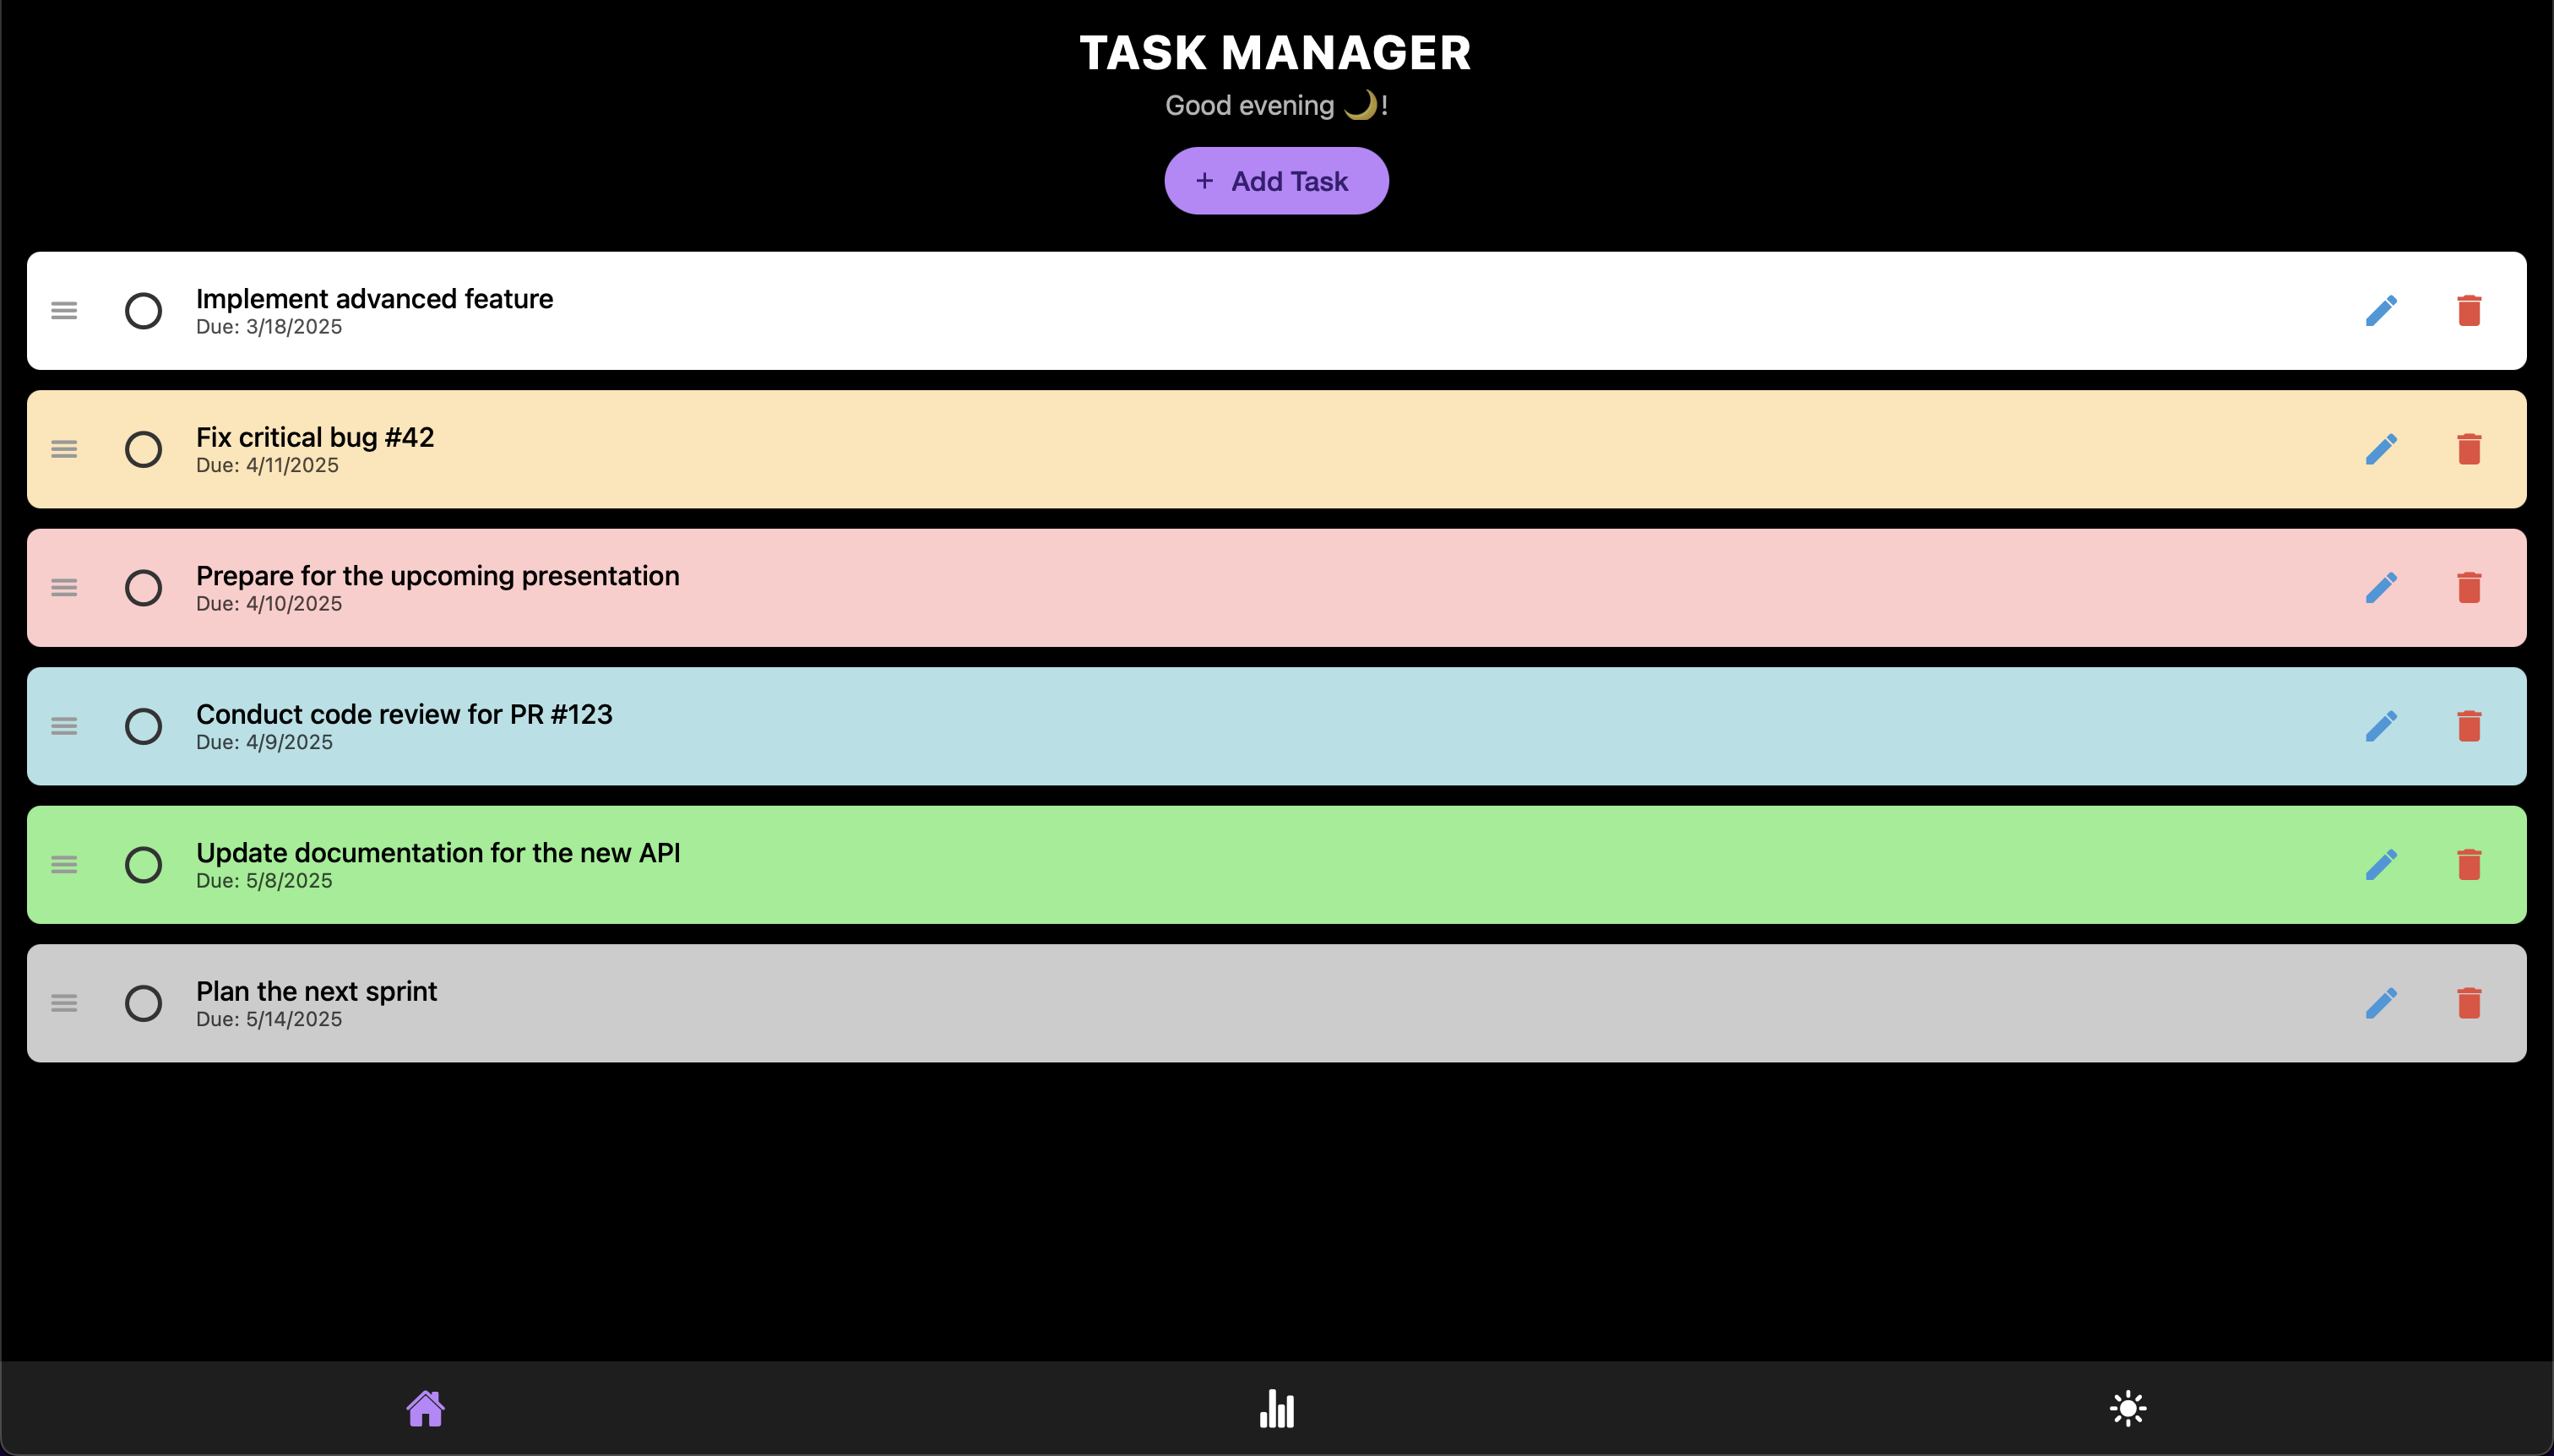 TASK MANAGER
Good evening 🌙!
+ Add Task
Implement advanced feature
Due: 3/18/2025
Fix critical bug #42
Due: 4/11/2025
Prepare for the upcoming presentation
Due: 4/10/2025
Conduct code review for PR #123
Due: 4/9/2025
Update documentation for the new API
Due: 5/8/2025
Plan the next sprint
Due: 5/14/2025